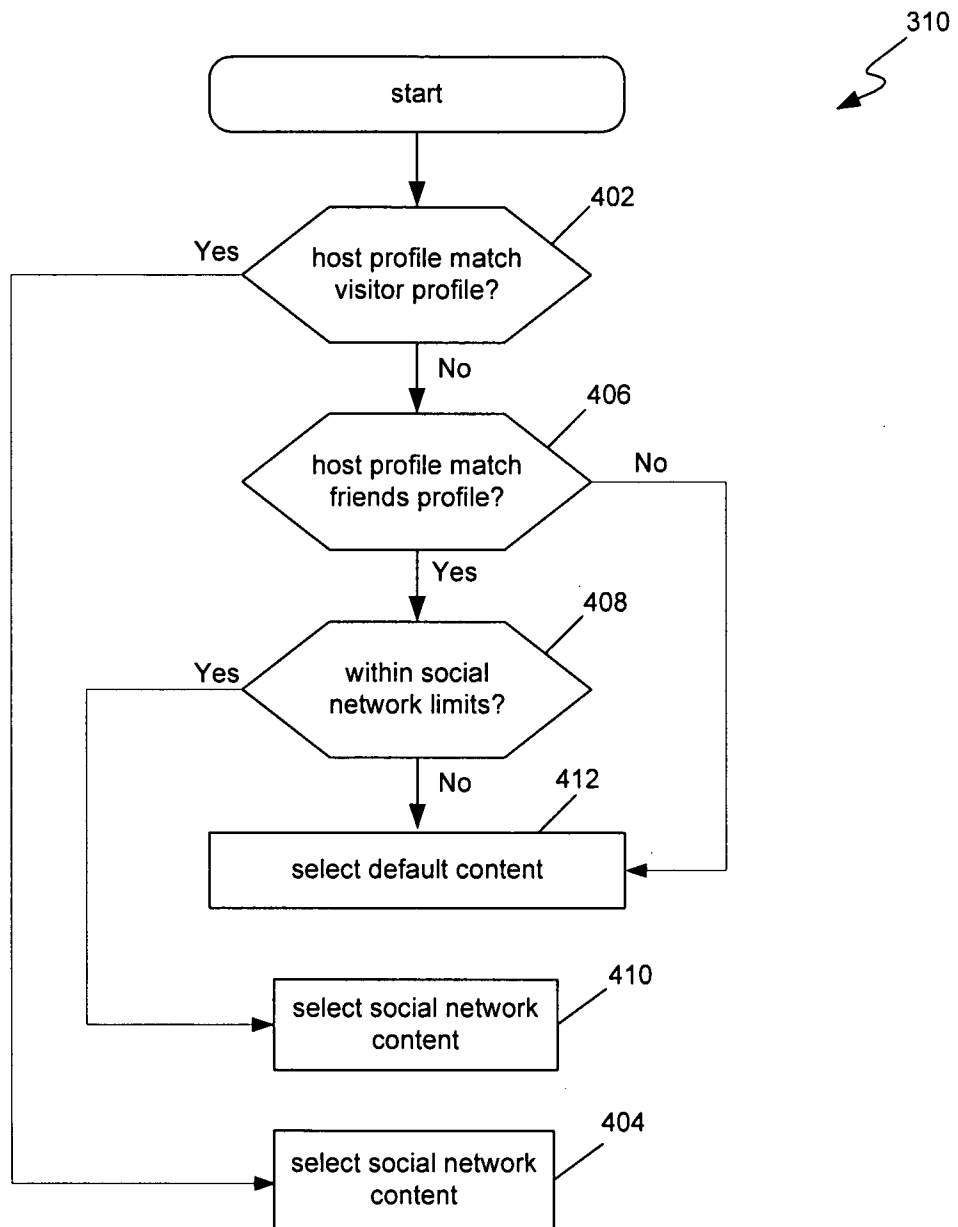 310
start
402
Yes
host profile match
visitor profile?
No
406
host profile match
friends profile?
No
Yes
408
Yes
within social
network limits?
No
412
select default content
410
select social network
content
404
select social network
content